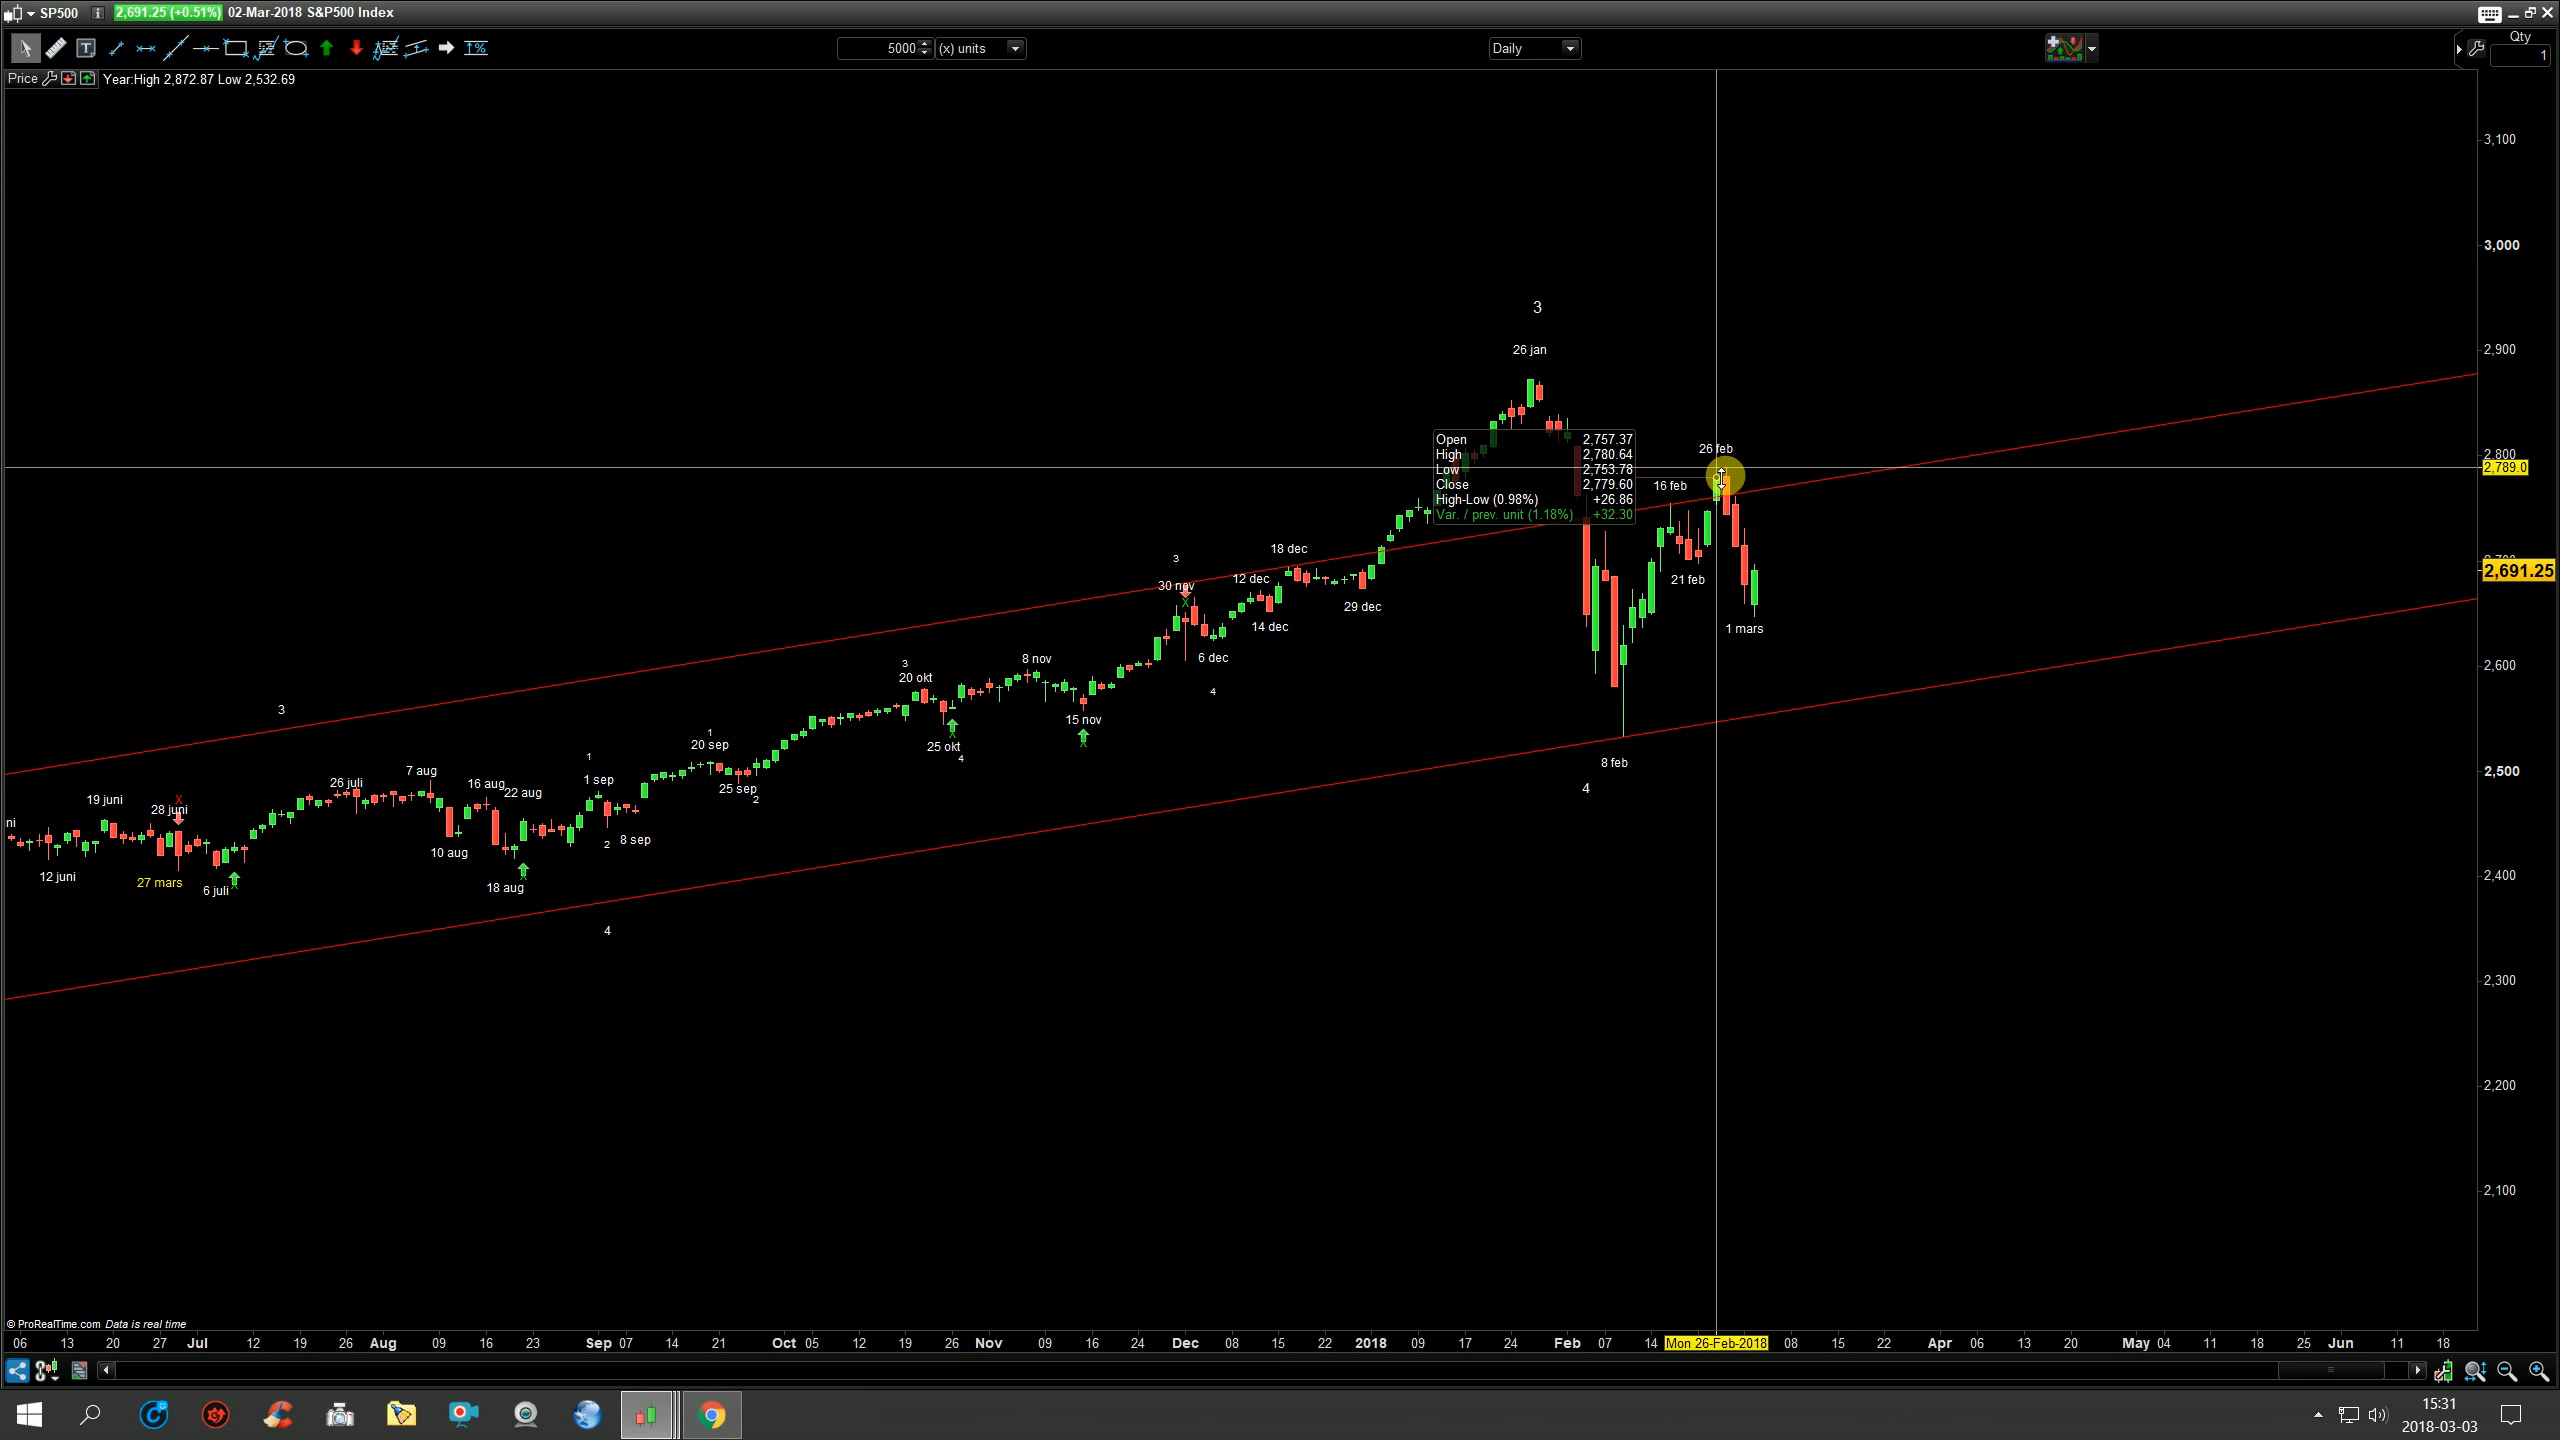 SP500 2,691.25 (+0.51%) 02-Mar-2018 S&P500 Index
5000 (x) units Daily Qty
1
Price Year:High 2,872.87 Low 2,532.69
3,100
3,000
3
26 jan
2,900
Open 2,757.37
High 2,780.64
Low 2,753.78
Close 2,779.60
High-Low (0.98%) +26.86
Var. / prev. unit (1.18%) +32.30
26 feb
2,800
2,789.0
16 feb
21 feb
2,691.25
1 mars
3
30 nov
X
18 dec
12 dec
29 dec
14 dec
6 dec
4
2,600
3
20 okt
8 nov
15 nov
25 okt
4
8 feb
4
2,500
3
1
20 sep
25 sep
2
1
1 sep
2
8 sep
7 aug
26 juli
16 aug
22 aug
10 aug
18 aug
19 juni
X
28 juni
ni
12 juni
27 mars
6 juli
2,400
4
2,300
2,200
2,100
© ProRealTime.com Data is real time
06 13 20 27 Jul 12 19 26 Aug 09 16 23 Sep 07 14 21 Oct 05 12 19 26 Nov 09 16 24 Dec 08 15 22 2018 09 17 24 Feb 07 14 Mon 26-Feb-2018 08 15 22 Apr 06 13 20 May 04 11 18 25 Jun 11 18
15:31
2018-03-03